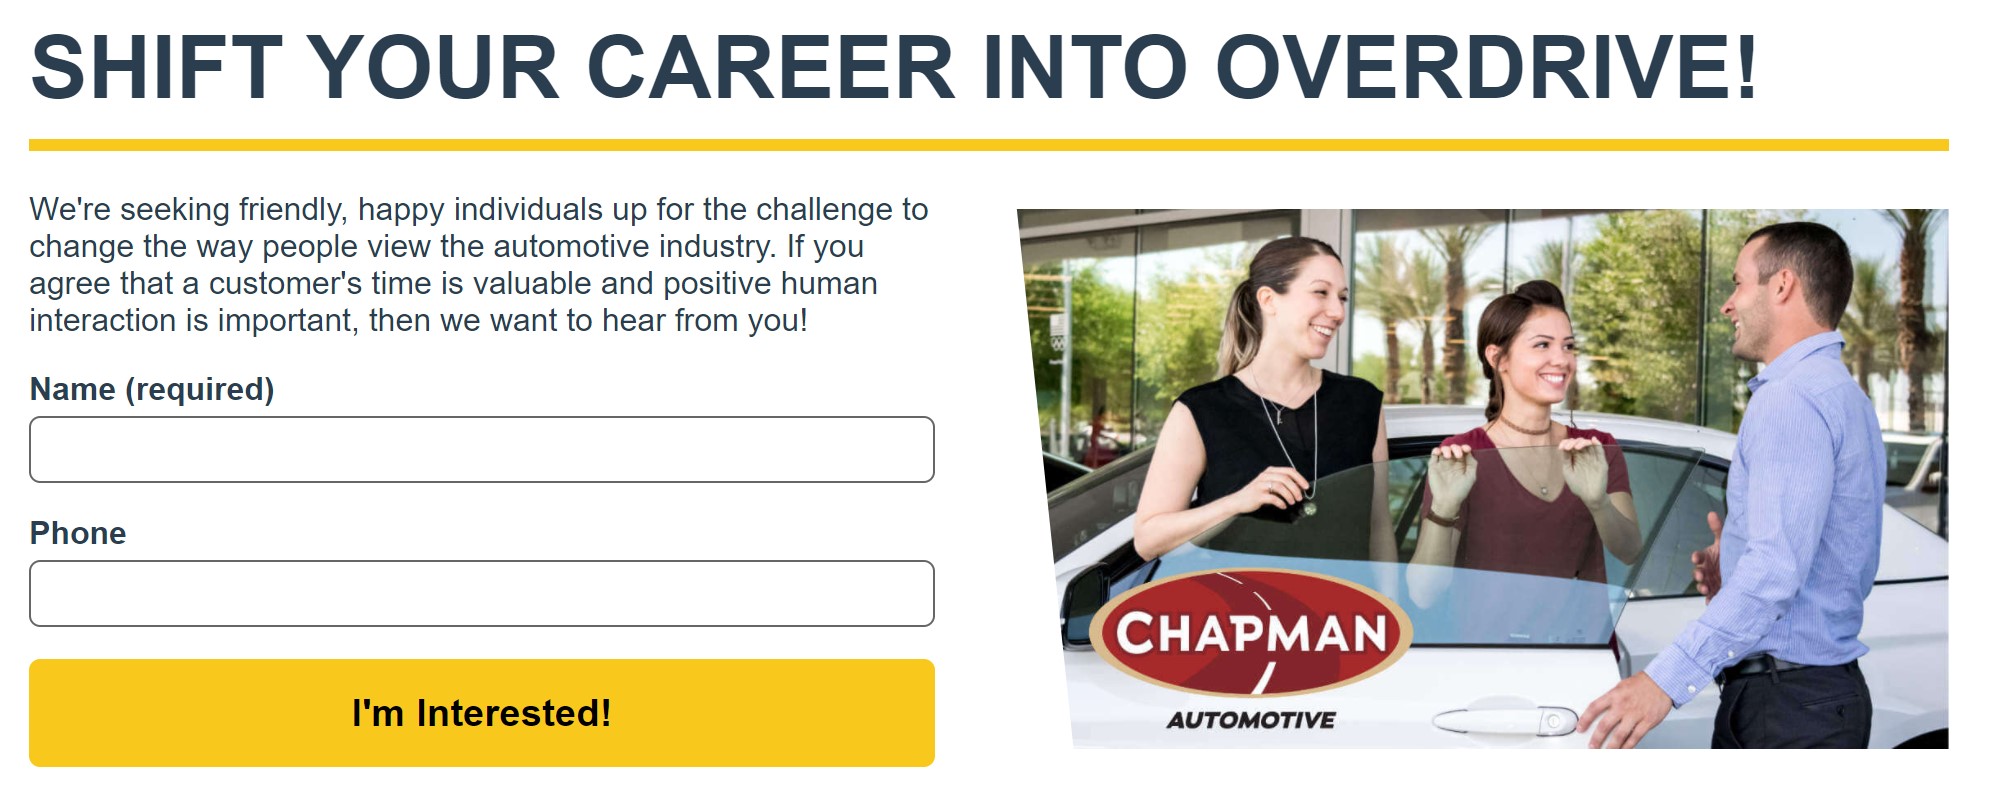 SHIFT YOUR CAREER INTO OVERDRIVE!
We're seeking friendly, happy individuals up for the challenge to
change the way people view the automotive industry. If you
agree that a customer's time is valuable and positive human
interaction is important, then we want to hear from you!
Name (required)
Phone
I'm Interested!
CHAPMAN
AUTOMOTIVE